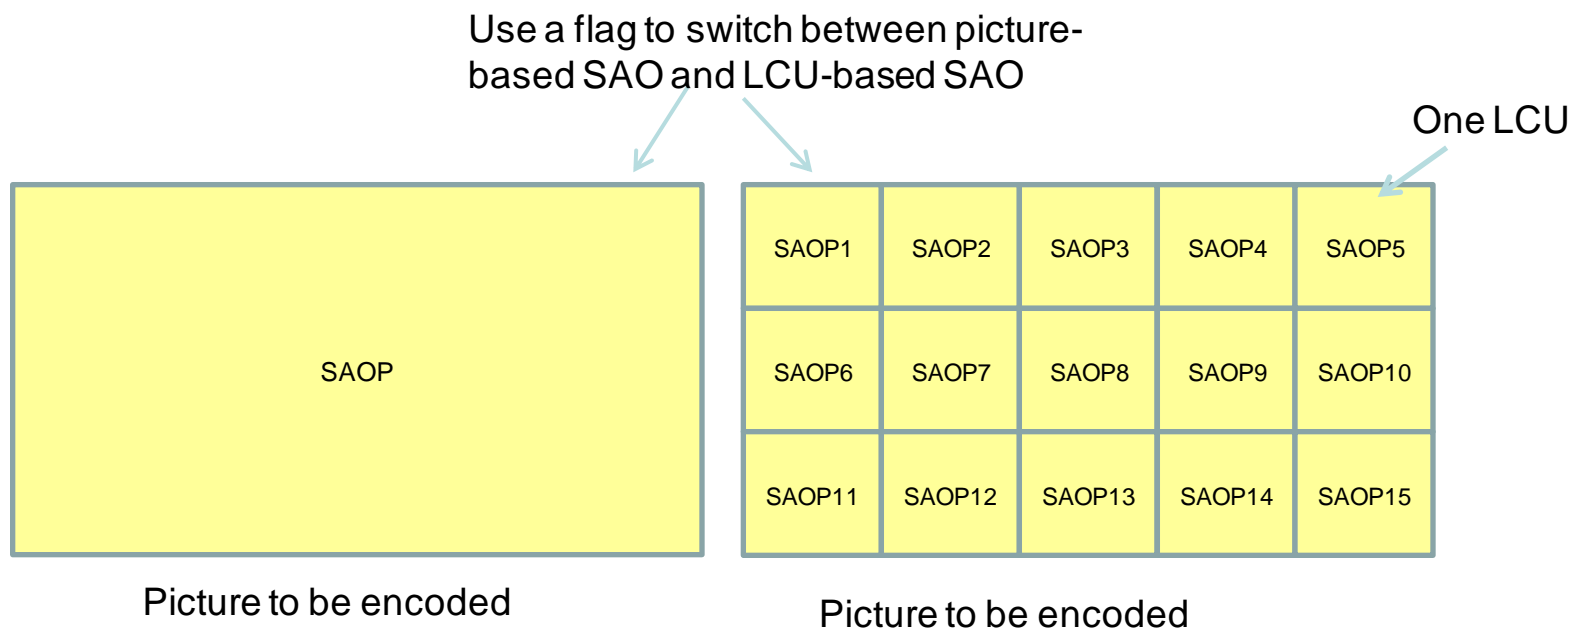 Use a flag to switch between picture-
based SAO and LCU-based SAO
One LCU
SAOP
SAOP1 SAOP2 SAOP3 SAOP4 SAOP5
SAOP6 SAOP7 SAOP8 SAOP9 SAOP10
SAOP11 SAOP12 SAOP13 SAOP14 SAOP15
Picture to be encoded
Picture to be encoded